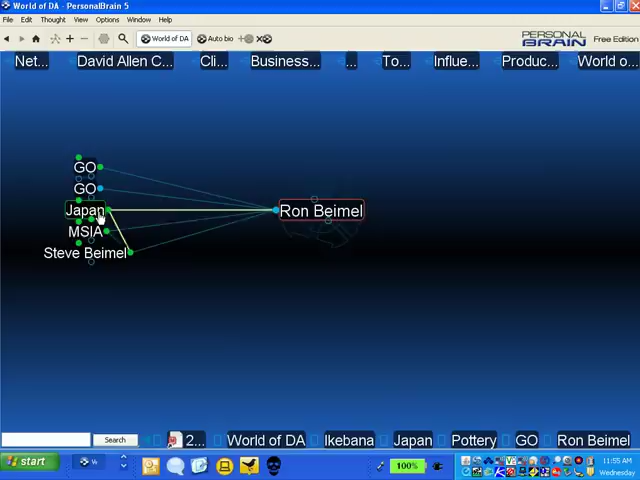 World of DA - PersonalBrain 5
File Edit Thought View Options Window Help
World of DA Auto bio
PERSONAL BRAIN Free Edition
Net... David Allen C... Cli... Business... ... To... Influe... Produc... World o...
GO
GO
Japan
Ron Beimel
MSIA
Steve Beimel
Search 2... World of DA Ikebana Japan Pottery GO Ron Beimel
start 100% 11:55 AM
Wednesday